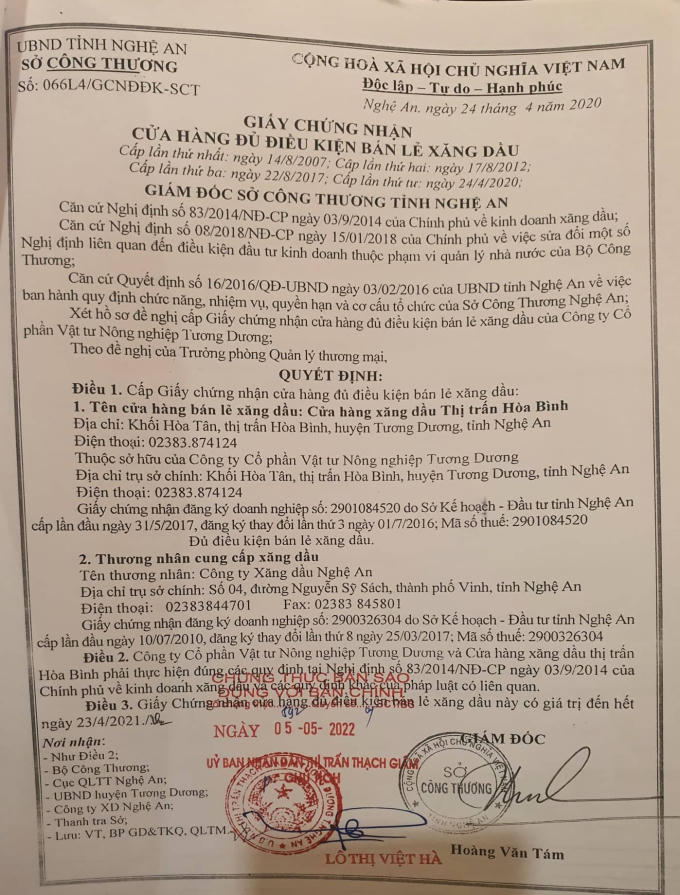 UBND TỈNH NGHỆ AN
SỞ CÔNG THƯƠNG
Số: 066L4/GCNĐĐK-SCT
CỘNG HOÀ XÃ HỘI CHỦ NGHĨA VIỆT NAM
Độc lập – Tự do – Hạnh phúc
Nghệ An, ngày 24 tháng 4 năm 2020
GIẤY CHỨNG NHẬN
CỬA HÀNG ĐỦ ĐIỀU KIỆN BÁN LẺ XĂNG DẦU
Cấp lần thứ nhất: ngày 14/8/2007; Cấp lần thứ hai: ngày 17/8/2012;
Cấp lần thứ ba: ngày 22/8/2017; Cấp lần thứ tư: ngày 24/4/2020;
GIÁM ĐỐC SỞ CÔNG THƯƠNG TỈNH NGHỆ AN
Căn cứ Nghị định số 83/2014/NĐ-CP ngày 03/9/2014 của Chính phủ về kinh doanh xăng dầu;
Căn cứ Nghị định số 08/2018/NĐ-CP ngày 15/01/2018 của Chính phủ về việc sửa đổi một số
Nghị định liên quan đến điều kiện đầu tư kinh doanh thuộc phạm vi quản lý nhà nước của Bộ Công
Thương;
Căn cứ Quyết định số 16/2016/QĐ-UBND ngày 03/02/2016 của UBND tỉnh Nghệ An về việc
ban hành quy định chức năng, nhiệm vụ, quyền hạn và cơ cấu tổ chức của Sở Công Thương Nghệ An;
Xét hồ sơ đề nghị cấp Giấy chứng nhận cửa hàng đủ điều kiện bán lẻ xăng dầu của Công ty Cổ
phần Vật tư Nông nghiệp Tương Dương;
Theo đề nghị của Trưởng phòng Quản lý thương mại,
QUYẾT ĐỊNH:
Điều 1. Cấp Giấy chứng nhận cửa hàng đủ điều kiện bán lẻ xăng dầu:
1. Tên cửa hàng bán lẻ xăng dầu: Cửa hàng xăng dầu Thị trấn Hòa Bình
Địa chỉ: Khối Hòa Tân, thị trấn Hòa Bình, huyện Tương Dương, tỉnh Nghệ An
Điện thoại: 02383.874124
Thuộc sở hữu của Công ty Cổ phần Vật tư Nông nghiệp Tương Dương
Địa chỉ trụ sở chính: Khối Hòa Tân, thị trấn Hòa Bình, huyện Tương Dương, tỉnh Nghệ An
Điện thoại: 02383.874124
Giấy chứng nhận đăng ký doanh nghiệp số: 2901084520 do Sở Kế hoạch - Đầu tư tỉnh Nghệ An
cấp lần đầu ngày 31/5/2017, đăng ký thay đổi lần thứ 3 ngày 01/7/2016; Mã số thuế: 2901084520
Đủ điều kiện bán lẻ xăng dầu.
2. Thương nhân cung cấp xăng dầu
Tên thương nhân: Công ty Xăng dầu Nghệ An
Địa chỉ trụ sở chính: Số 04, đường Nguyễn Sỹ Sách, thành phố Vinh, tỉnh Nghệ An
Điện thoại: 02383844701 Fax: 02383 845801
Giấy chứng nhận đăng ký doanh nghiệp số: 2900326304 do Sở Kế hoạch - Đầu tư tỉnh Nghệ An
cấp lần đầu ngày 10/07/2010, đăng ký thay đổi lần thứ 8 ngày 25/03/2017; Mã số thuế: 2900326304
Điều 2. Công ty Cổ phần Vật tư Nông nghiệp Tương Dương và Cửa hàng xăng dầu thị trấn
Hòa Bình phải thực hiện đúng các quy định tại Nghị định số 83/2014/NĐ-CP ngày 03/9/2014 của
Chính phủ về kinh doanh xăng dầu và các quy định khác của pháp luật có liên quan.
CHỨNG THỰC BẢN SAO
ĐÚNG VỚI BẢN CHÍNH
Điều 3. Giấy Chứng nhận cửa hàng đủ điều kiện bán lẻ xăng dầu này có giá trị đến hết
ngày 23/4/2021.
NGÀY 05-05-2022
Nơi nhận:
- Như Điều 2;
- Bộ Công Thương;
- Cục QLTT Nghệ An;
- UBND huyện Tương Dương;
- Công ty XD Nghệ An;
- Thanh tra Sở;
- Lưu: VT, BP GD&TKQ, QLTM.
ỦY BAN NHÂN DÂN THỊ TRẤN THẠCH GIÁM
CHỦ TỊCH
LÔ THỊ VIỆT HÀ
GIÁM ĐỐC
SỞ
CÔNG THƯƠNG
Hoàng Văn Tám